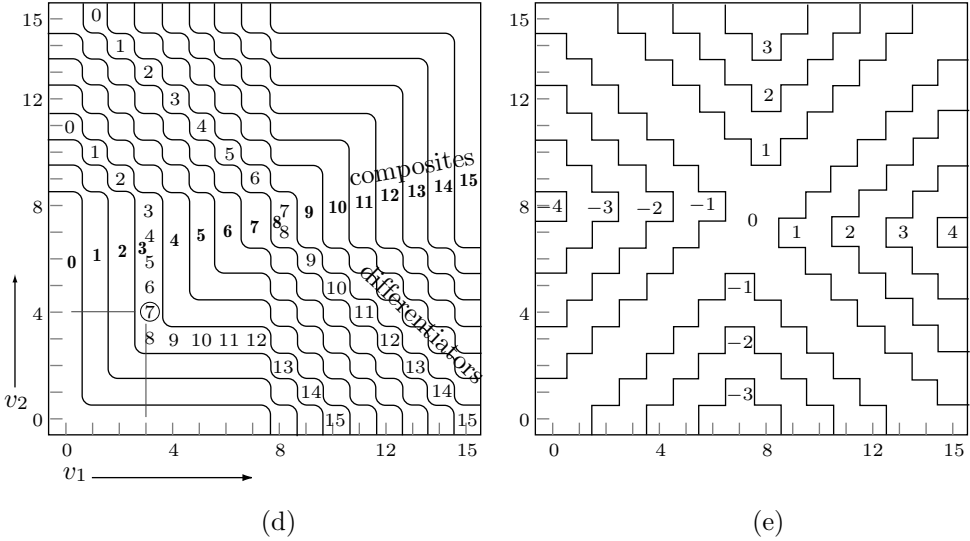 15 0 15
1 3
2
12 3 12 2
0 4
1 5 1
2 6 composites
8 3 7 0 1 2 3 4 5 6 7 8 9 10 11 12 13 14 15 8 −4 −3 −2 −1 0
4 8 1 2 3 4
5 9
6 10 differentiators −1
4 7 11 4
8 9 10 11 12 12 −2
13 13
14 14 −3
0 15 15 0
v2
0 4 8 12 15 0 4 8 12 15
v1
(d) (e)